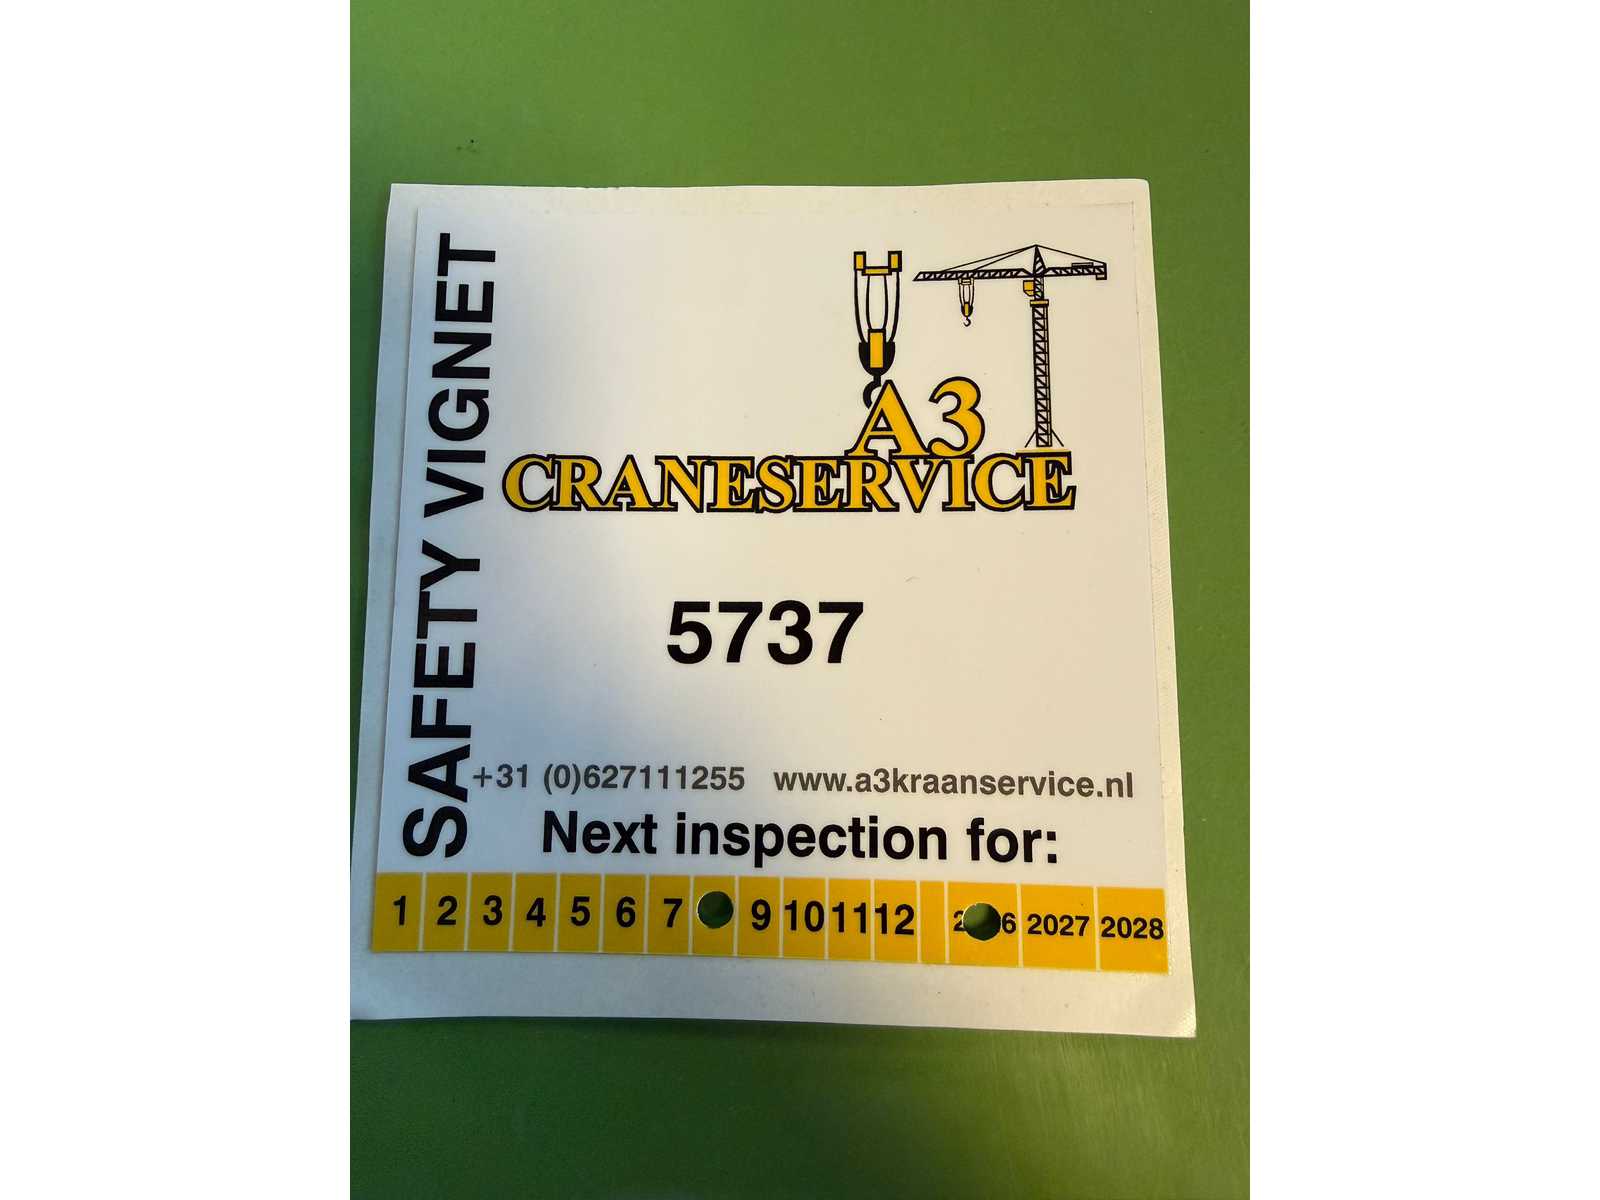 SAFETY VIGNET
A3
CRANESERVICE
5737
+31 (0)627111255 www.a3kraanservice.nl
Next inspection for:
1 2 3 4 5 6 7 9 10 11 12 2027 2028